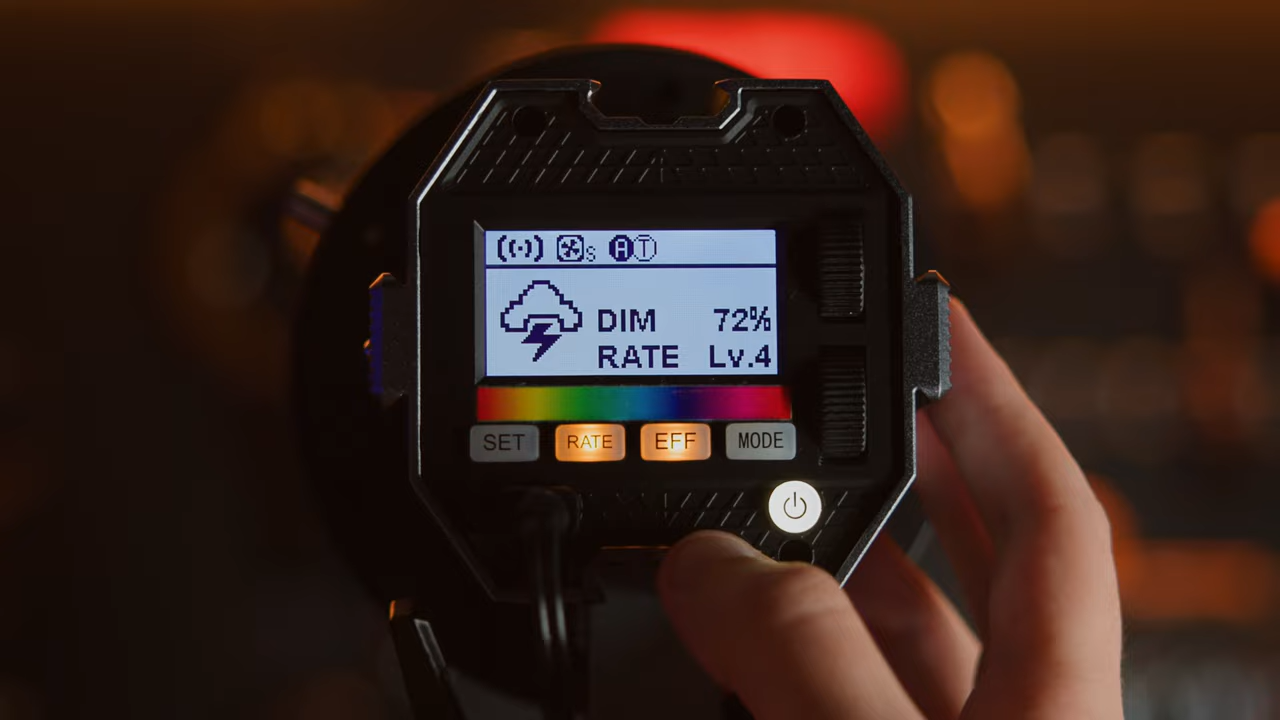 S A T
DIM 72%
RATE Lv.4
SET RATE EFF MODE